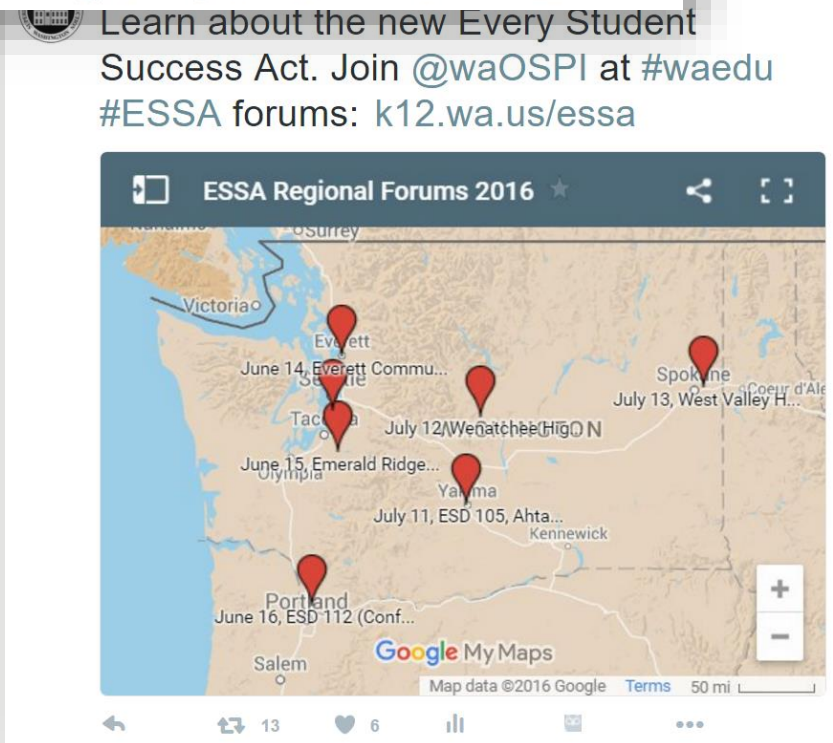 Learn about the new Every Student
Success Act. Join @waOSPI at #waedu
#ESSA forums: k12.wa.us/essa
ESSA Regional Forums 2016
Surrey
Victoria
Everett
June 14, Everett Commu...
Seattle
Spokane
Coeur d'Ale
July 13, West Valley H...
Tacoma
July 12, Wenatchee Hig...
WASHINGTON
June 15, Emerald Ridge...
Olympia
Yakima
July 11, ESD 105, Ahta...
Kennewick
Portland
June 16, ESD 112 (Conf...
+
−
Google My Maps
Salem
Map data ©2016 Google Terms 50 mi
13 6